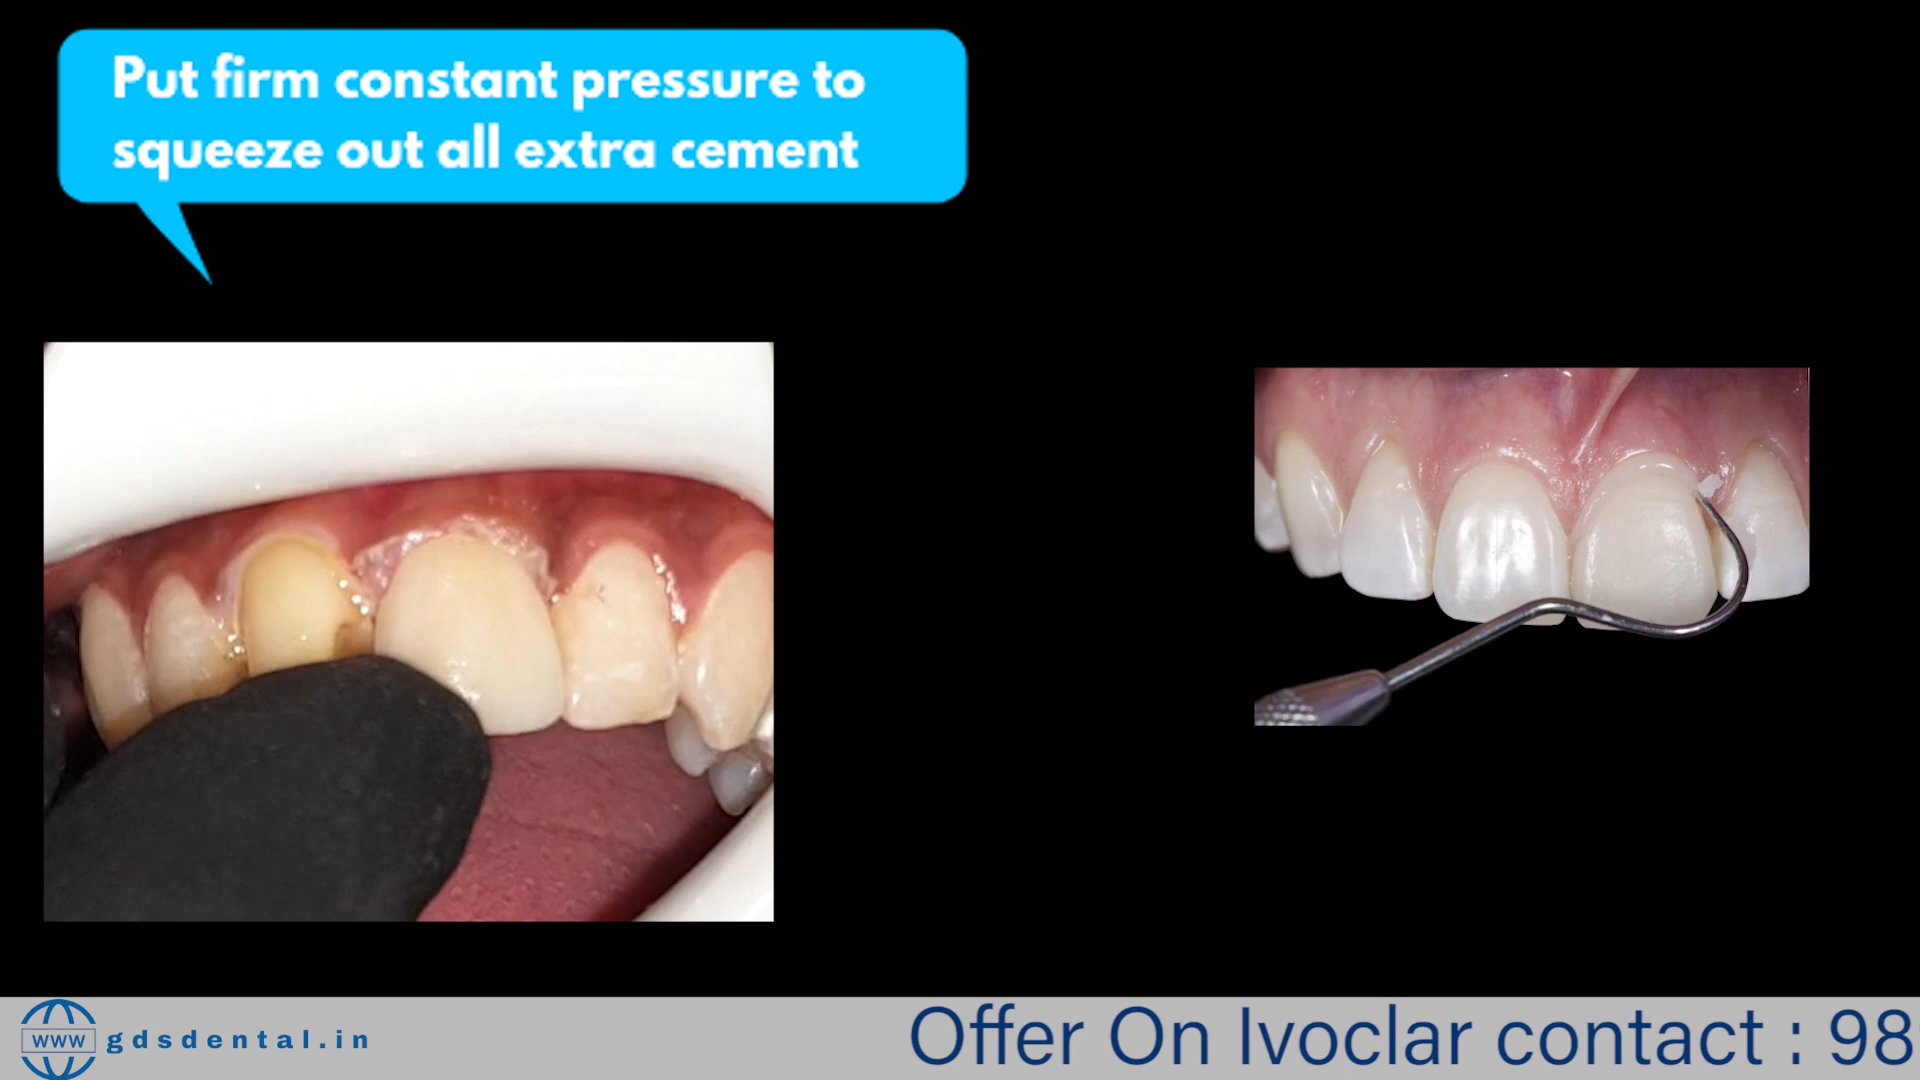 Put firm constant pressure to
squeeze out all extra cement
www
gdsdental.in
Offer On Ivoclar contact : 98